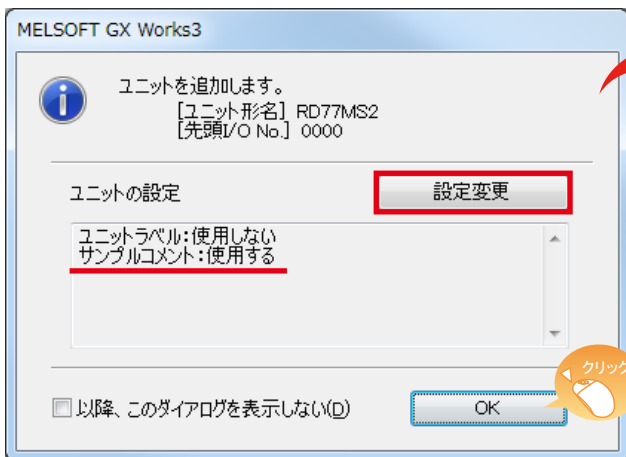 MELSOFT GX Works3
ユニットを追加します。
[ユニット形名] RD77MS2
[先頭I/O No.] 0000
ユニットの設定
設定変更
ユニットラベル:使用しない
サンプルコメント:使用する
クリック
以降、このダイアログを表示しない(D)
OK